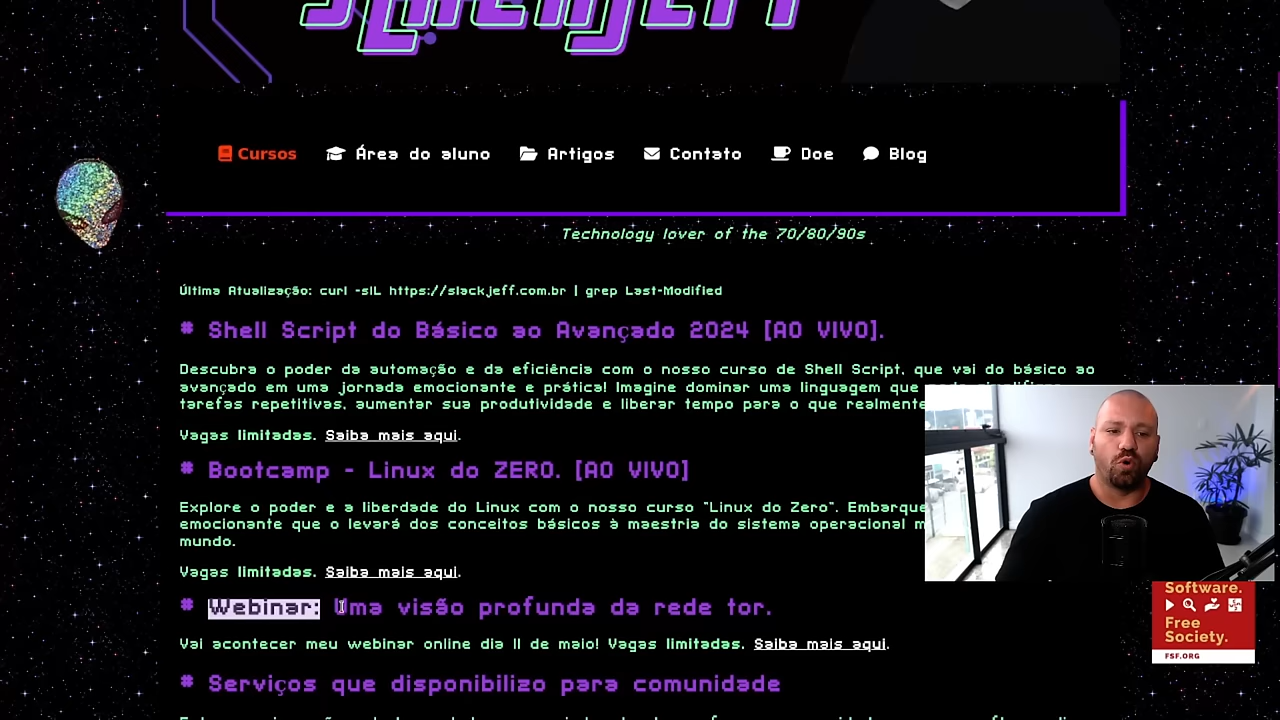 SLACKJEFF
Cursos Área do aluno Artigos Contato Doe Blog
Technology lover of the 70/80/90s
Última Atualização: curl -sIL https://slackjeff.com.br | grep Last-Modified
# Shell Script do Básico ao Avançado 2024 [AO VIVO].
Descubra o poder da automação e da eficiência com o nosso curso de Shell Script, que vai do básico ao
avançado em uma jornada emocionante e prática! Imagine dominar uma linguagem que
tarefas repetitivas, aumentar sua produtividade e liberar tempo para o que realmente
Vagas limitadas. Saiba mais aqui.
# Bootcamp - Linux do ZERO. [AO VIVO]
Explore o poder e a liberdade do Linux com o nosso curso "Linux do Zero". Embarque
emocionante que o levará dos conceitos básicos à maestria do sistema operacional m
mundo.
Vagas limitadas. Saiba mais aqui.
# Webinar: Uma visão profunda da rede tor.
Vai acontecer meu webinar online dia 11 de maio! Vagas limitadas. Saiba mais aqui.
Software.
Free
Society.
FSF.ORG
# Serviços que disponibilizo para comunidade